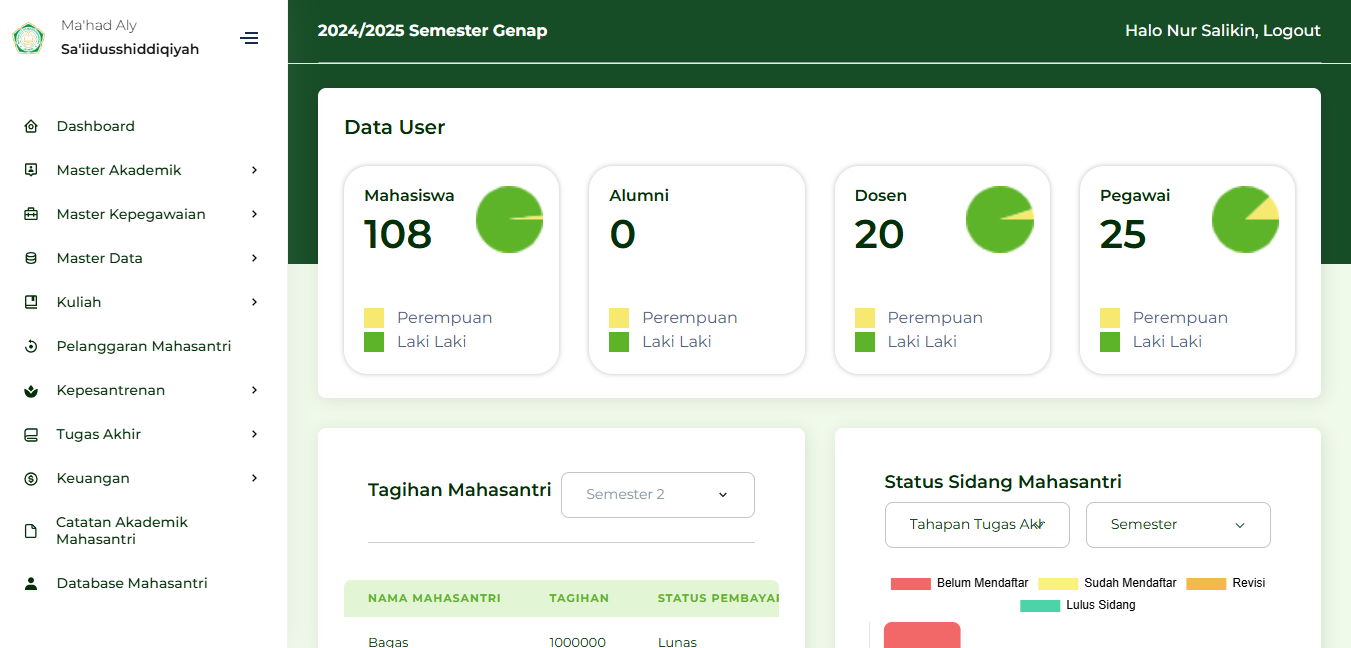 Ma'had Aly
Sa'iidusshiddiqiyah
Dashboard
Master Akademik
Master Kepegawaian
Master Data
Kuliah
Pelanggaran Mahasantri
Kepesantrenan
Tugas Akhir
Keuangan
Catatan Akademik
Mahasantri
Database Mahasantri
2024/2025 Semester Genap
Halo Nur Salikin, Logout
Data User
Mahasiswa
108
Perempuan
Laki Laki
Alumni
0
Perempuan
Laki Laki
Dosen
20
Perempuan
Laki Laki
Pegawai
25
Perempuan
Laki Laki
Tagihan Mahasantri
Semester 2
NAMA MAHASANTRI TAGIHAN STATUS PEMBAYAR
Bagas 1000000 Lunas
Status Sidang Mahasantri
Tahapan Tugas Akhr
Semester
Belum Mendaftar Sudah Mendaftar Revisi
Lulus Sidang